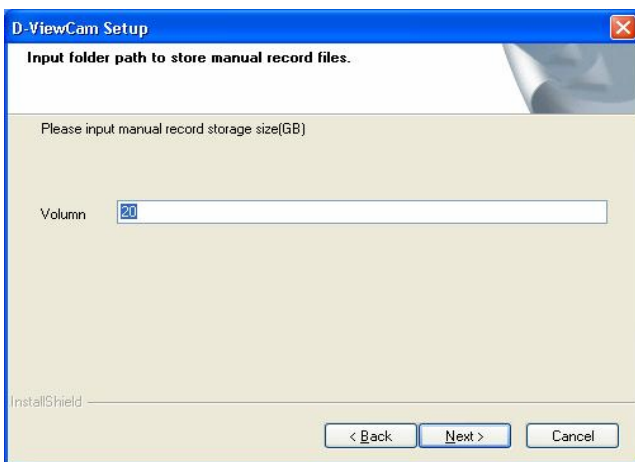 D-ViewCam Setup
Input folder path to store manual record files.
Please input manual record storage size(GB)
Volumn 20
InstallShield
< Back Next > Cancel